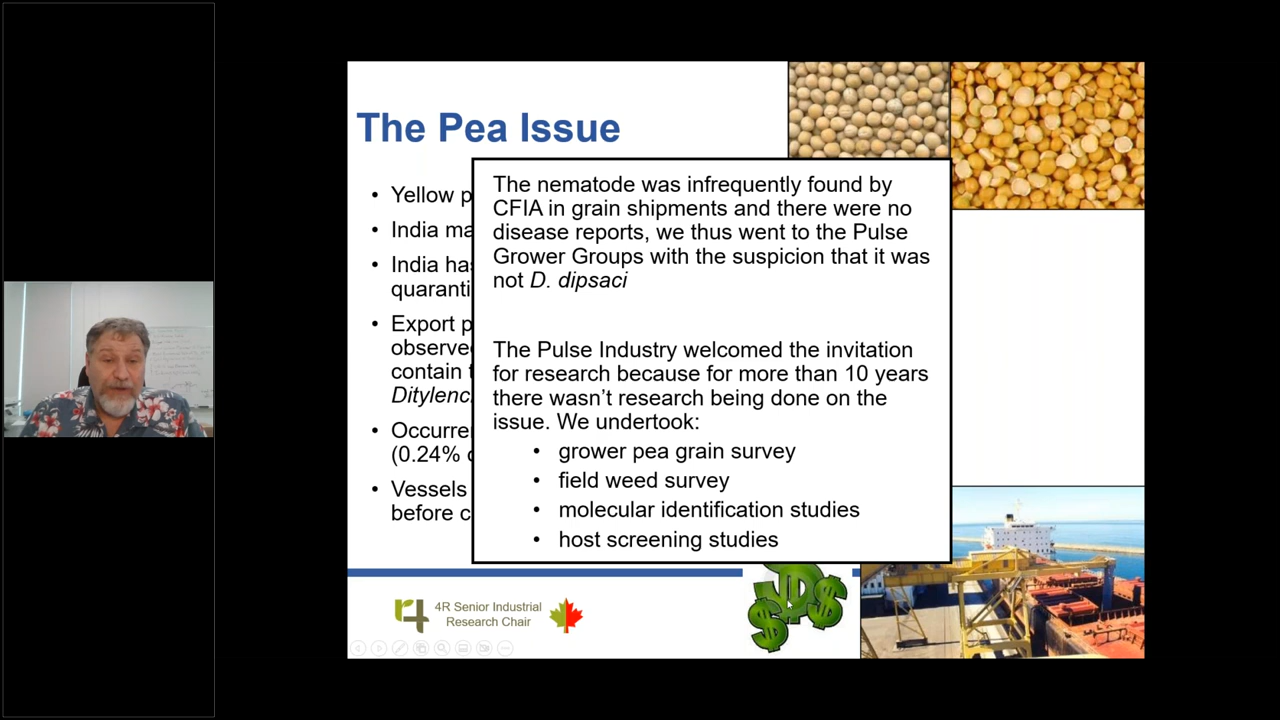 The Pea Issue
Yellow p
India ma
India has
quaranti
Export p
observed
contain t
Ditylenc
Occurre
(0.24% o
Vessels
before c
The nematode was infrequently found by
CFIA in grain shipments and there were no
disease reports, we thus went to the Pulse
Grower Groups with the suspicion that it was
not D. dipsaci
The Pulse Industry welcomed the invitation
for research because for more than 10 years
there wasn't research being done on the
issue. We undertook:
• grower pea grain survey
• field weed survey
• molecular identification studies
• host screening studies
r4
4R Senior Industrial
Research Chair